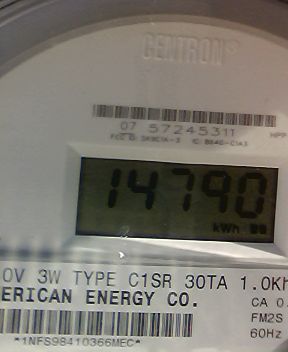 CENTRON®
07 57245311
14790
kWh
0V 3W TYPE C1SR 30TA 1.0Kh
ERICAN ENERGY CO.
CA 0.
FM2S
60Hz
*1NFS98410366MEC*